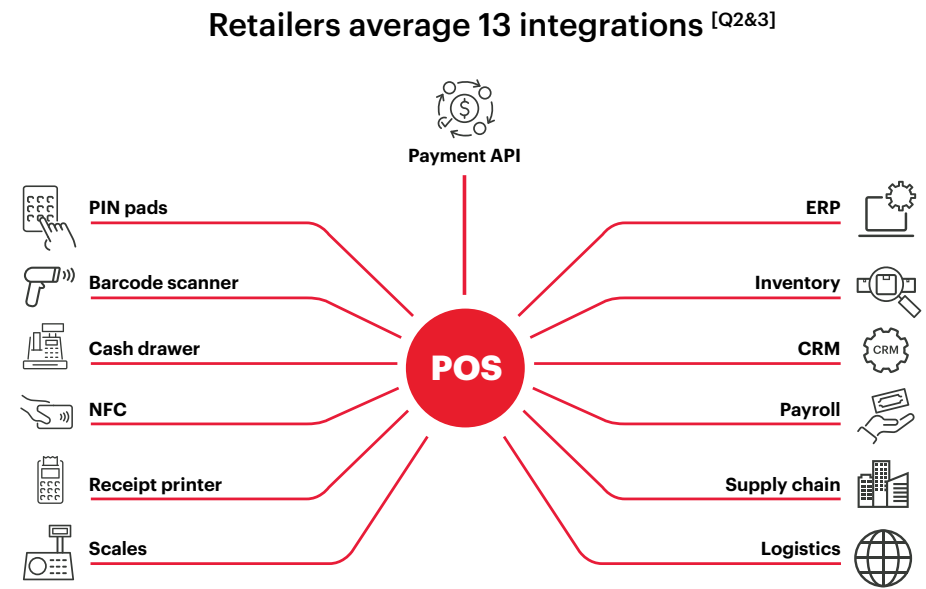 Retailers average 13 integrations [Q2&3]
Payment API
PIN pads
ERP
Barcode scanner
Inventory
Cash drawer
CRM
CRM
POS
NFC
Payroll
Receipt printer
Supply chain
Scales
Logistics